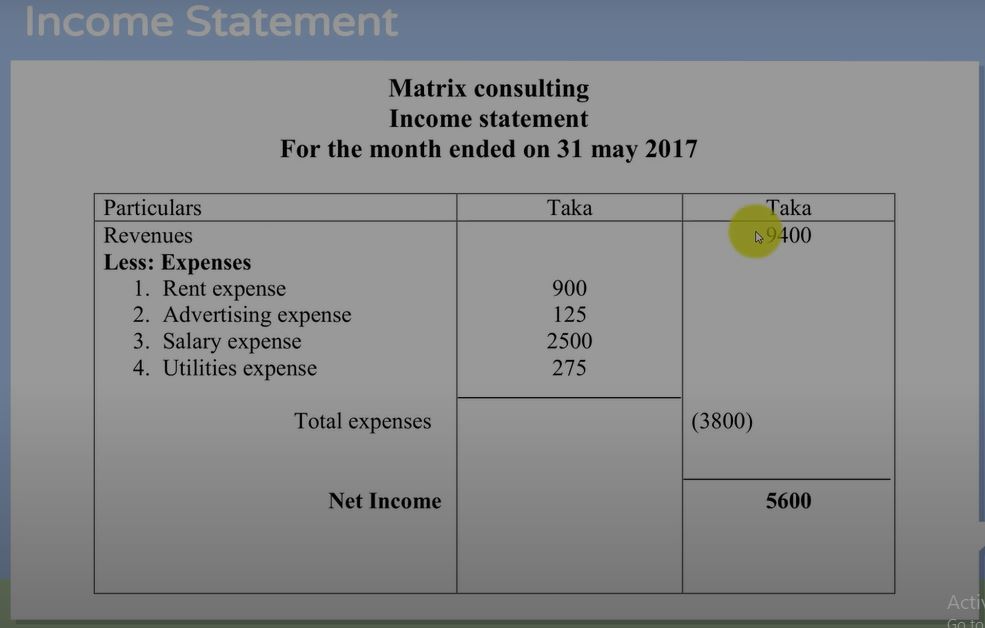 Income Statement
Matrix consulting
Income statement
For the month ended on 31 may 2017
Particulars Taka Taka
Revenues 9400
Less: Expenses
1. Rent expense 900
2. Advertising expense 125
3. Salary expense 2500
4. Utilities expense 275
Total expenses (3800)
Net Income 5600
Go to